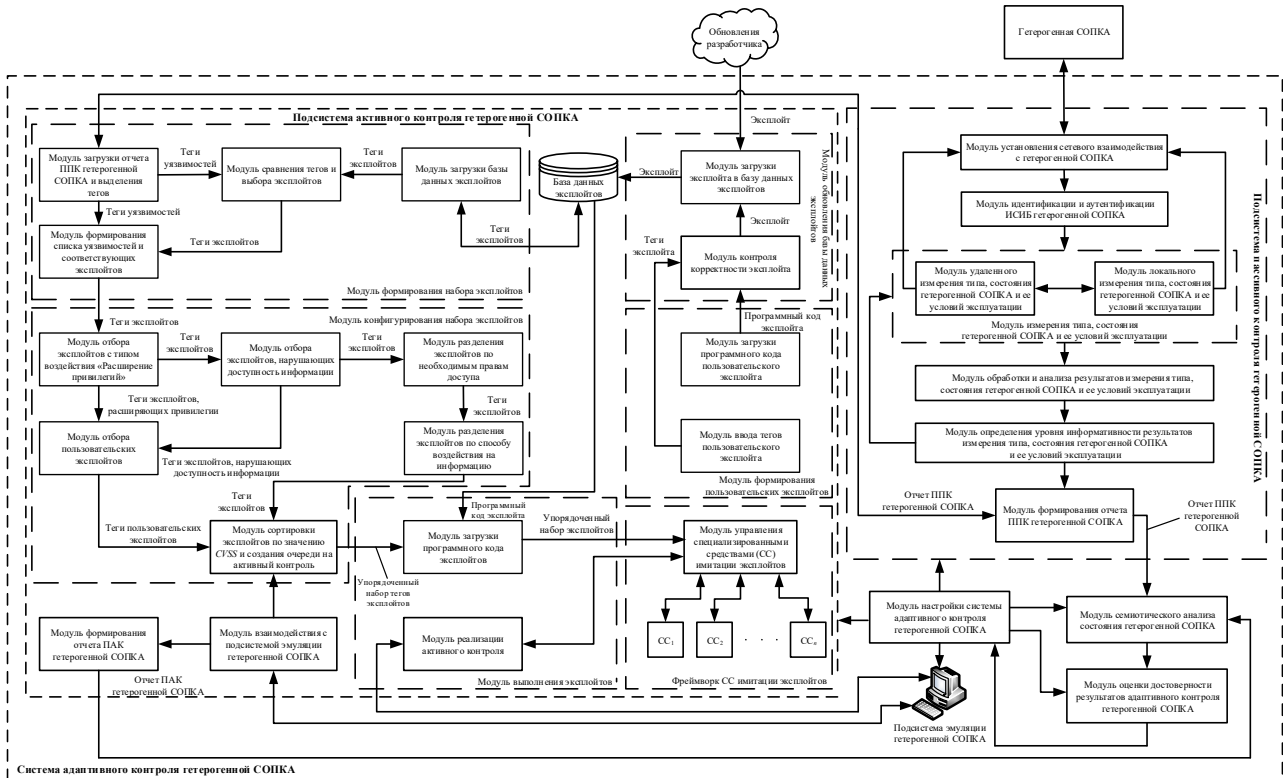 Обновления
разработчика
Гетерогенная СОПКА
Эксплойт
Подсистема активного контроля гетерогенной СОПКА
Модуль загрузки отчета
ППК гетерогенной
СОПКА и выделения
тегов
Теги
уязвимостей
Модуль сравнения тегов и
выбора эксплойтов
Теги
эксплойтов
Модуль загрузки базы
данных эксплойтов
База данных
эксплойтов
Эксплойт
Модуль загрузки
эксплойта в базу данных
эксплойтов
Модуль обновления базы данных
эксплойтов
Теги уязвимостей
Модуль формирования
списка уязвимостей и
соответствующих
эксплойтов
Теги эксплойтов
Теги
эксплойтов
Эксплойт
Теги
эксплойта
Модуль контроля
корректности эксплойта
Модуль формирования набора эксплойтов
Модуль установления сетевого взаимодействия
с гетерогенной СОПКА
Модуль идентификации и аутентификации
ИСИБ гетерогенной СОПКА
Модуль удаленного
измерения типа, состояния
гетерогенной СОПКА и ее
условий эксплуатации
Модуль локального
измерения типа, состояния
гетерогенной СОПКА и ее
условий эксплуатации
Модуль измерения типа, состояния
гетерогенной СОПКА и ее условий эксплуатации
Подсистема пассивного контроля гетерогенной СОПКА
Теги эксплойтов
Модуль конфигурирования набора эксплойтов
Модуль отбора
эксплойтов с типом
воздействия «Расширение
привилегий»
Теги
эксплойтов
Модуль отбора
эксплойтов, нарушающих
доступность информации
Теги
эксплойтов
Модуль разделения
эксплойтов по
необходимым правам
доступа
Программный код
эксплойта
Модуль загрузки
программного кода
пользовательского
эксплойта
Модуль обработки и анализа результатов измерения типа,
состояния гетерогенной СОПКА и ее условий эксплуатации
Теги эксплойтов,
расширяющих привилегии
Теги
эксплойтов
Модуль отбора
пользовательских
эксплойтов
Теги эксплойтов, нарушающих
доступность информации
Модуль разделения
эксплойтов по способу
воздействия на
информацию
Модуль ввода тегов
пользовательского
эксплойта
Модуль формирования
пользовательских эксплойтов
Модуль определения уровня информативности результатов
измерения типа, состояния гетерогенной СОПКА
и ее условий эксплуатации
Теги
эксплойтов
Программный
код эксплойта
Отчет ППК
гетерогенной СОПКА
Модуль формирования отчета
ППК гетерогенной СОПКА
Отчет ППК
гетерогенной
СОПКА
Теги пользовательских
эксплойтов
Модуль сортировки
эксплойтов по значению
CVSS и создания очереди на
активный контроль
Упорядоченный
набор тегов
эксплойтов
Модуль загрузки
программного кода
эксплойтов
Упорядоченный
набор эксплойтов
Модуль управления
специализированными
средствами (СС)
имитации эксплойтов
СС1
СС2
. . .
ССn
Фреймворк СС имитации эксплойтов
Модуль формирования
отчета ПАК
гетерогенной СОПКА
Модуль взаимодействия с
подсистемой эмуляции
гетерогенной СОПКА
Модуль реализации
активного контроля
Модуль выполнения эксплойтов
Отчет ПАК
гетерогенной СОПКА
Модуль настройки системы
адаптивного контроля
гетерогенной СОПКА
Модуль семиотического анализа
состояния гетерогенной СОПКА
Модуль оценки достоверности
результатов адаптивного контроля
гетерогенной СОПКА
Подсистема эмуляции
гетерогенной СОПКА
Система адаптивного контроля гетерогенной СОПКА